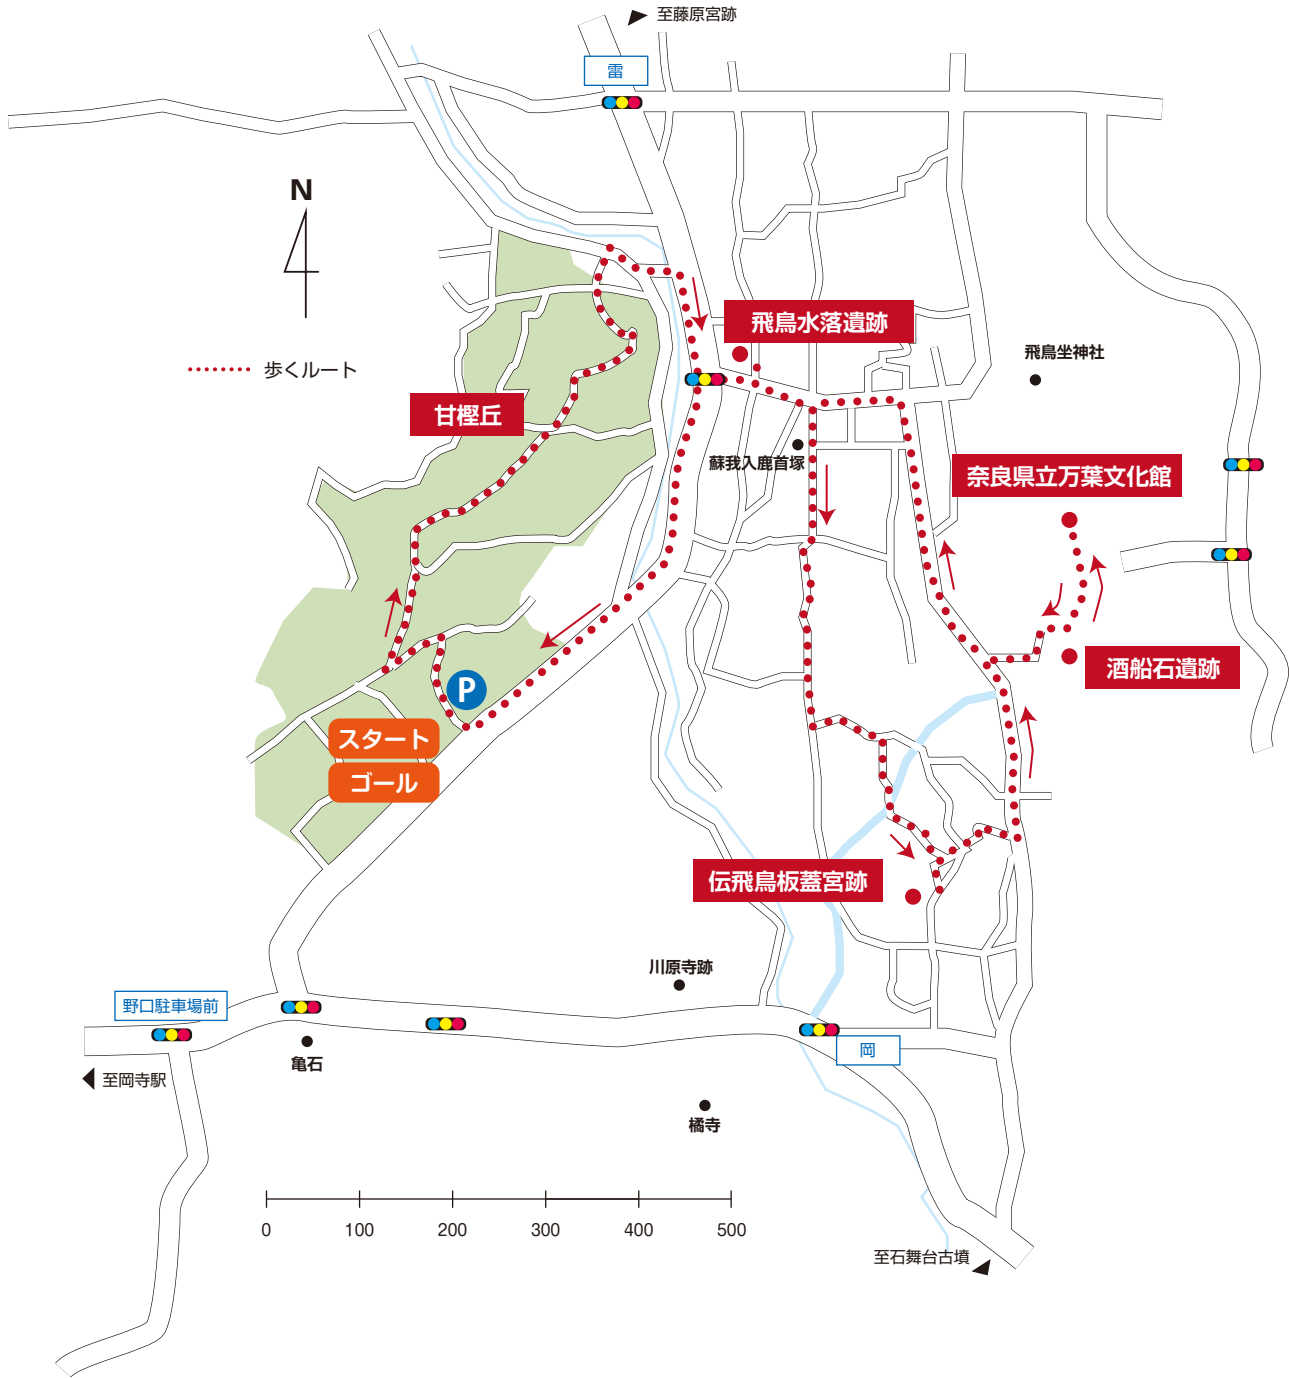 至藤原宮跡
雷
N
歩くルート
飛鳥水落遺跡
飛鳥坐神社
甘樫丘
蘇我入鹿首塚
奈良県立万葉文化館
酒船石遺跡
P
スタート
ゴール
伝飛鳥板蓋宮跡
川原寺跡
野口駐車場前
岡
亀石
至岡寺駅
橘寺
0 100 200 300 400 500
至石舞台古墳